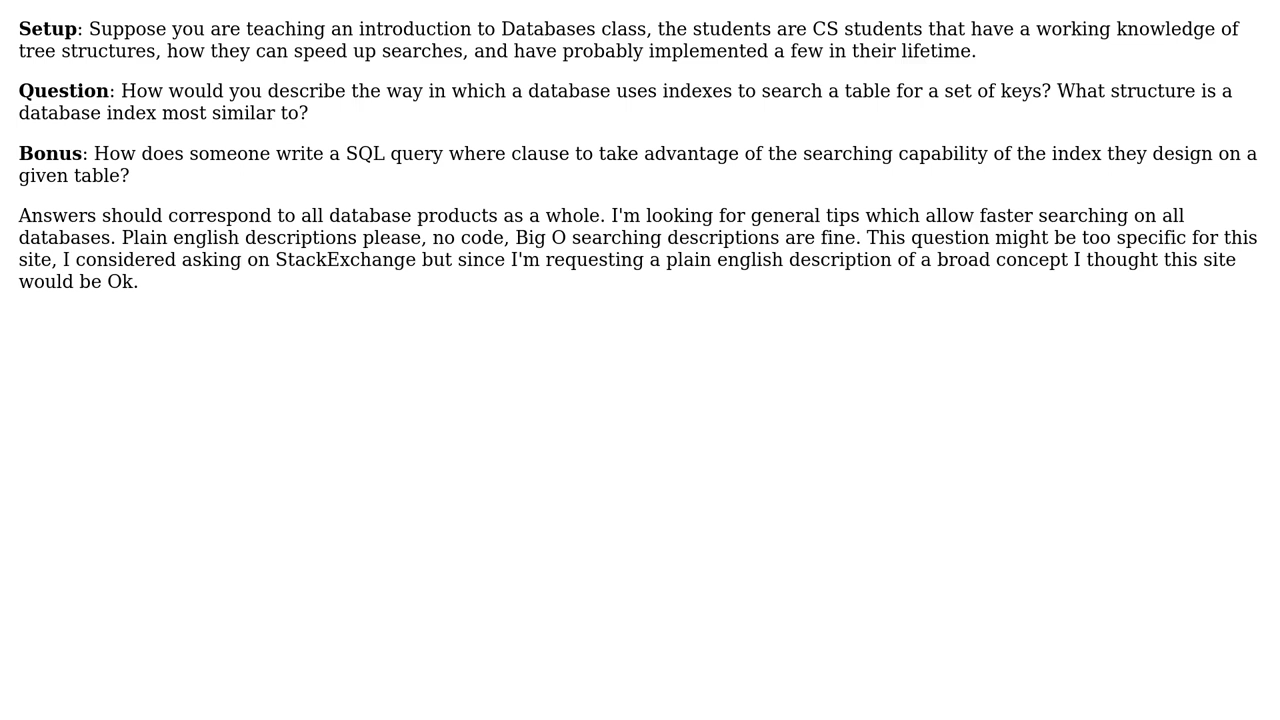 Setup: Suppose you are teaching an introduction to Databases class, the students are CS students that have a working knowledge of
tree structures, how they can speed up searches, and have probably implemented a few in their lifetime.
Question: How would you describe the way in which a database uses indexes to search a table for a set of keys? What structure is a
database index most similar to?
Bonus: How does someone write a SQL query where clause to take advantage of the searching capability of the index they design on a
given table?
Answers should correspond to all database products as a whole. I'm looking for general tips which allow faster searching on all
databases. Plain english descriptions please, no code, Big O searching descriptions are fine. This question might be too specific for this
site, I considered asking on StackExchange but since I'm requesting a plain english description of a broad concept I thought this site
would be Ok.